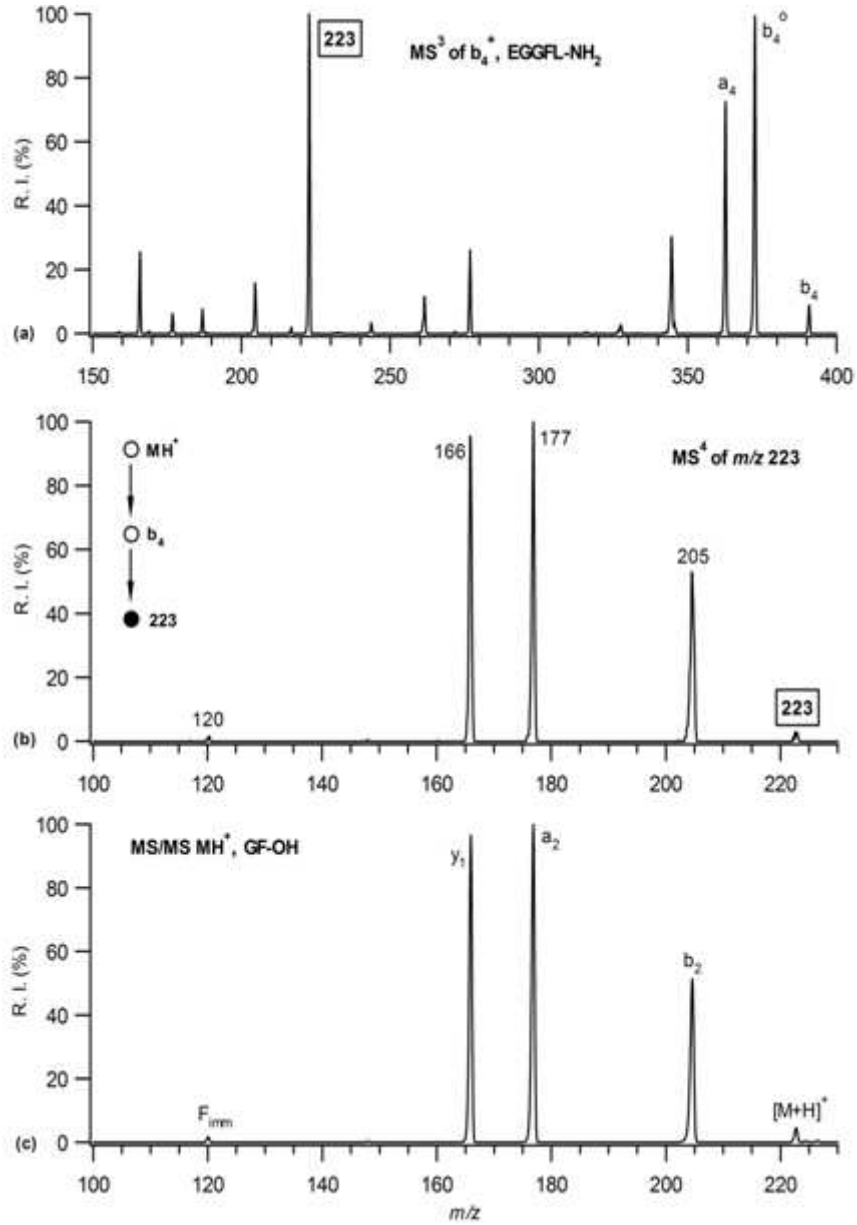 223
MS³ of b₄⁺, EGGFL-NH₂
a₄
b₄⁰
b₄
R. I. (%)
100
80
60
40
20
0
(a)
150 200 250 300 350 400
MH⁺
b₄
223
166
177
MS⁴ of m/z 223
205
223
120
R. I. (%)
100
80
60
40
20
0
(b)
100 120 140 160 180 200 220
MS/MS MH⁺, GF-OH
y₁
a₂
b₂
Fᵢₘₘ
[M+H]⁺
R. I. (%)
100
80
60
40
20
0
(c)
100 120 140 160 180 200 220
m/z